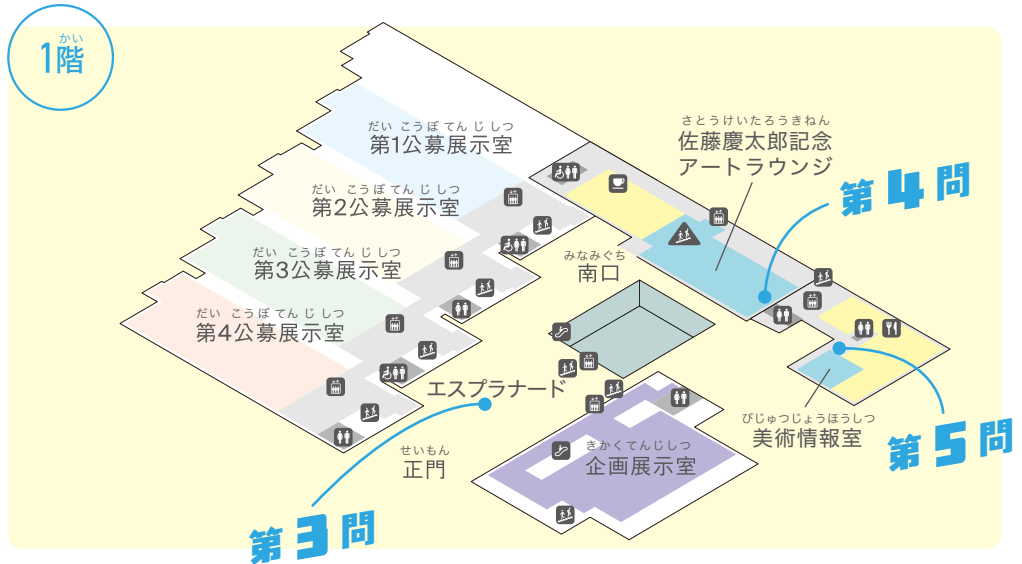 かい
1階
だい こうぼ てん じ しつ
第1公募展示室
だい こうぼ てん じ しつ
第2公募展示室
だい こうぼ てん じ しつ
第3公募展示室
だい こうぼ てん じ しつ
第4公募展示室
さとうけいたろうきねん
佐藤慶太郎記念
アートラウンジ
第4問
みなみぐち
南口
エスプラナード
せいもん
正門
きかくてんじしつ
企画展示室
びじゅつじょうほうしつ
美術情報室
第5問
第3問